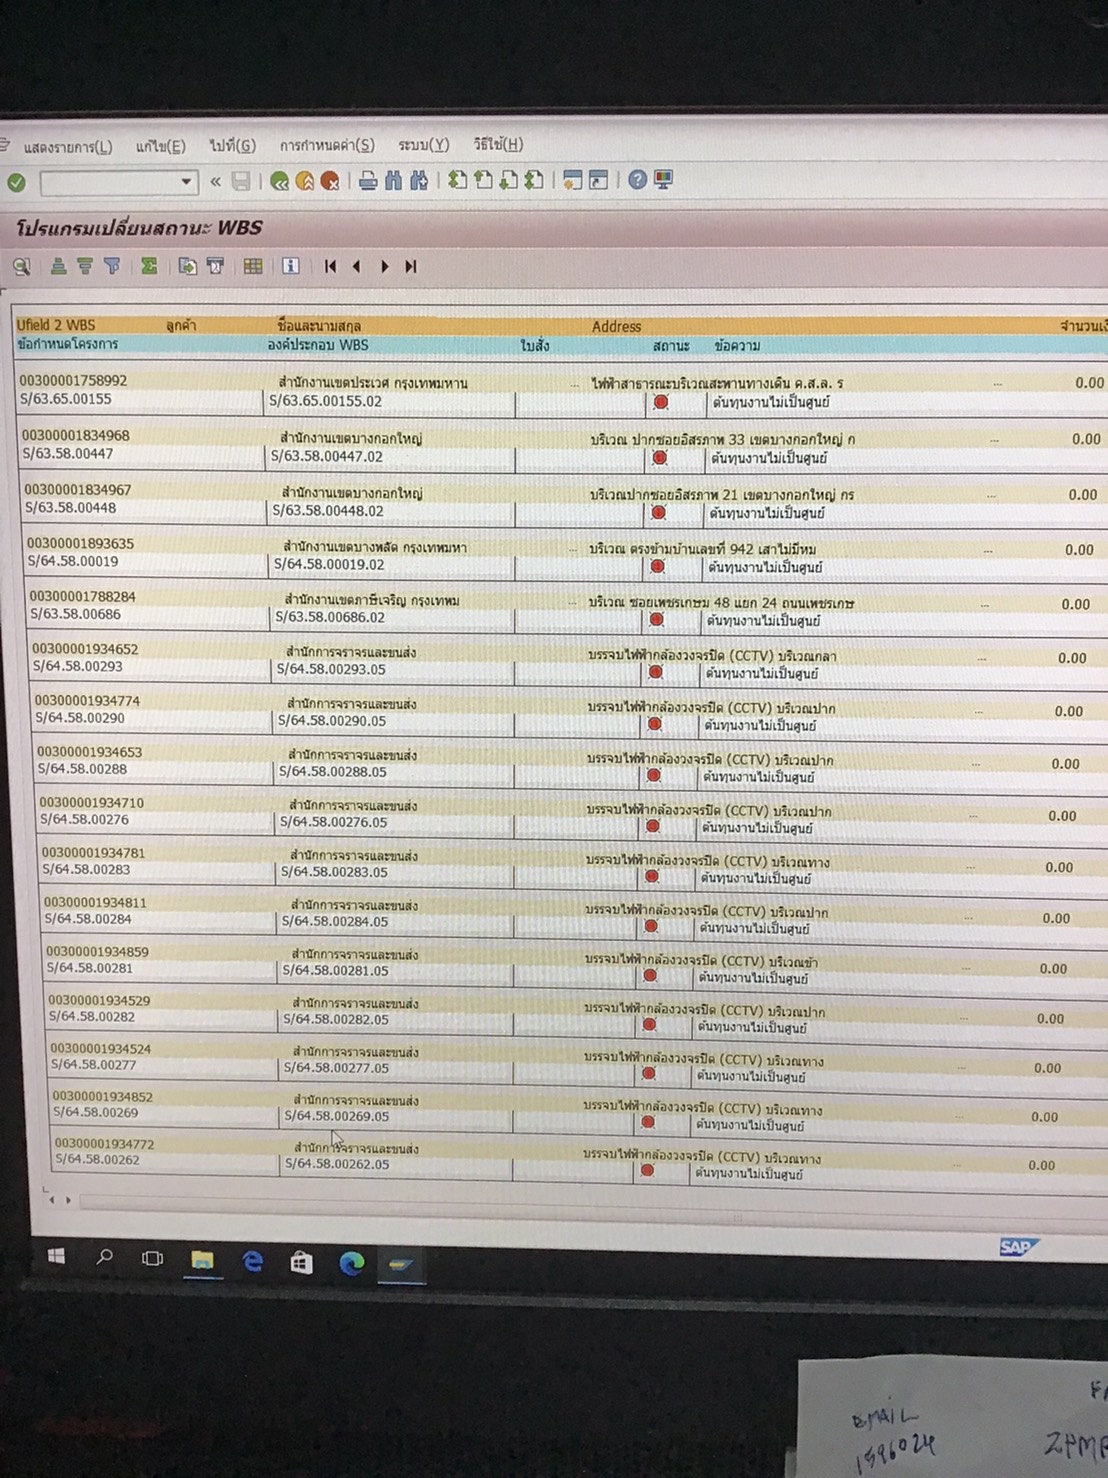 แสดงรายการ(L) แก้ไข(E) ไปที่(G) การกำหนดค่า(S) ระบบ(Y) วิธีใช้(H)
โปรแกรมเปลี่ยนสถานะ WBS
Ufield 2 WBS ลูกค้า ชื่อและนามสกุล Address
ข้อกำหนดโครงการ องค์ประกอบ WBS ใบสั่ง สถานะ ข้อความ
00300001758992 สำนักงานเขตประเวศ กรุงเทพมหาน ... ไฟฟ้าสาธารณะบริเวณสะพานทางเดิน ค.ส.ล. ร ... 0.00
S/63.65.00155 S/63.65.00155.02 ต้นทุนงานไม่เป็นศูนย์
00300001834968 สำนักงานเขตบางกอกใหญ่ บริเวณ ปากซอยอิสรภาพ 33 เขตบางกอกใหญ่ ก ... 0.00
S/63.58.00447 S/63.58.00447.02 ต้นทุนงานไม่เป็นศูนย์
00300001834967 สำนักงานเขตบางกอกใหญ่ บริเวณปากซอยอิสรภาพ 21 เขตบางกอกใหญ่ กร ... 0.00
S/63.58.00448 S/63.58.00448.02 ต้นทุนงานไม่เป็นศูนย์
00300001893635 สำนักงานเขตบางพลัด กรุงเทพมหา ... บริเวณ ตรงข้ามบ้านเลขที่ 942 เสาไม่มีหม ... 0.00
S/64.58.00019 S/64.58.00019.02 ต้นทุนงานไม่เป็นศูนย์
00300001788284 สำนักงานเขตภาษีเจริญ กรุงเทพม ... บริเวณ ซอยเพชรเกษม 48 แยก 24 ถนนเพชรเกษ ... 0.00
S/63.58.00686 S/63.58.00686.02 ต้นทุนงานไม่เป็นศูนย์
00300001934652 สำนักการจราจรและขนส่ง บรรจบไฟฟ้ากล้องวงจรปิด (CCTV) บริเวณกลา ... 0.00
S/64.58.00293 S/64.58.00293.05 ต้นทุนงานไม่เป็นศูนย์
00300001934774 สำนักการจราจรและขนส่ง บรรจบไฟฟ้ากล้องวงจรปิด (CCTV) บริเวณปาก ... 0.00
S/64.58.00290 S/64.58.00290.05 ต้นทุนงานไม่เป็นศูนย์
00300001934653 สำนักการจราจรและขนส่ง บรรจบไฟฟ้ากล้องวงจรปิด (CCTV) บริเวณปาก ... 0.00
S/64.58.00288 S/64.58.00288.05 ต้นทุนงานไม่เป็นศูนย์
00300001934710 สำนักการจราจรและขนส่ง บรรจบไฟฟ้ากล้องวงจรปิด (CCTV) บริเวณปาก ... 0.00
S/64.58.00276 S/64.58.00276.05 ต้นทุนงานไม่เป็นศูนย์
00300001934781 สำนักการจราจรและขนส่ง บรรจบไฟฟ้ากล้องวงจรปิด (CCTV) บริเวณทาง ... 0.00
S/64.58.00283 S/64.58.00283.05 ต้นทุนงานไม่เป็นศูนย์
00300001934811 สำนักการจราจรและขนส่ง บรรจบไฟฟ้ากล้องวงจรปิด (CCTV) บริเวณปาก ... 0.00
S/64.58.00284 S/64.58.00284.05 ต้นทุนงานไม่เป็นศูนย์
00300001934859 สำนักการจราจรและขนส่ง บรรจบไฟฟ้ากล้องวงจรปิด (CCTV) บริเวณข้า ... 0.00
S/64.58.00281 S/64.58.00281.05 ต้นทุนงานไม่เป็นศูนย์
00300001934529 สำนักการจราจรและขนส่ง บรรจบไฟฟ้ากล้องวงจรปิด (CCTV) บริเวณปาก ... 0.00
S/64.58.00282 S/64.58.00282.05 ต้นทุนงานไม่เป็นศูนย์
00300001934524 สำนักการจราจรและขนส่ง บรรจบไฟฟ้ากล้องวงจรปิด (CCTV) บริเวณทาง ... 0.00
S/64.58.00277 S/64.58.00277.05 ต้นทุนงานไม่เป็นศูนย์
00300001934852 สำนักการจราจรและขนส่ง บรรจบไฟฟ้ากล้องวงจรปิด (CCTV) บริเวณทาง ... 0.00
S/64.58.00269 S/64.58.00269.05 ต้นทุนงานไม่เป็นศูนย์
00300001934772 สำนักการจราจรและขนส่ง บรรจบไฟฟ้ากล้องวงจรปิด (CCTV) บริเวณทาง ... 0.00
S/64.58.00262 S/64.58.00262.05 ต้นทุนงานไม่เป็นศูนย์
SAP
EMAIL
1596024